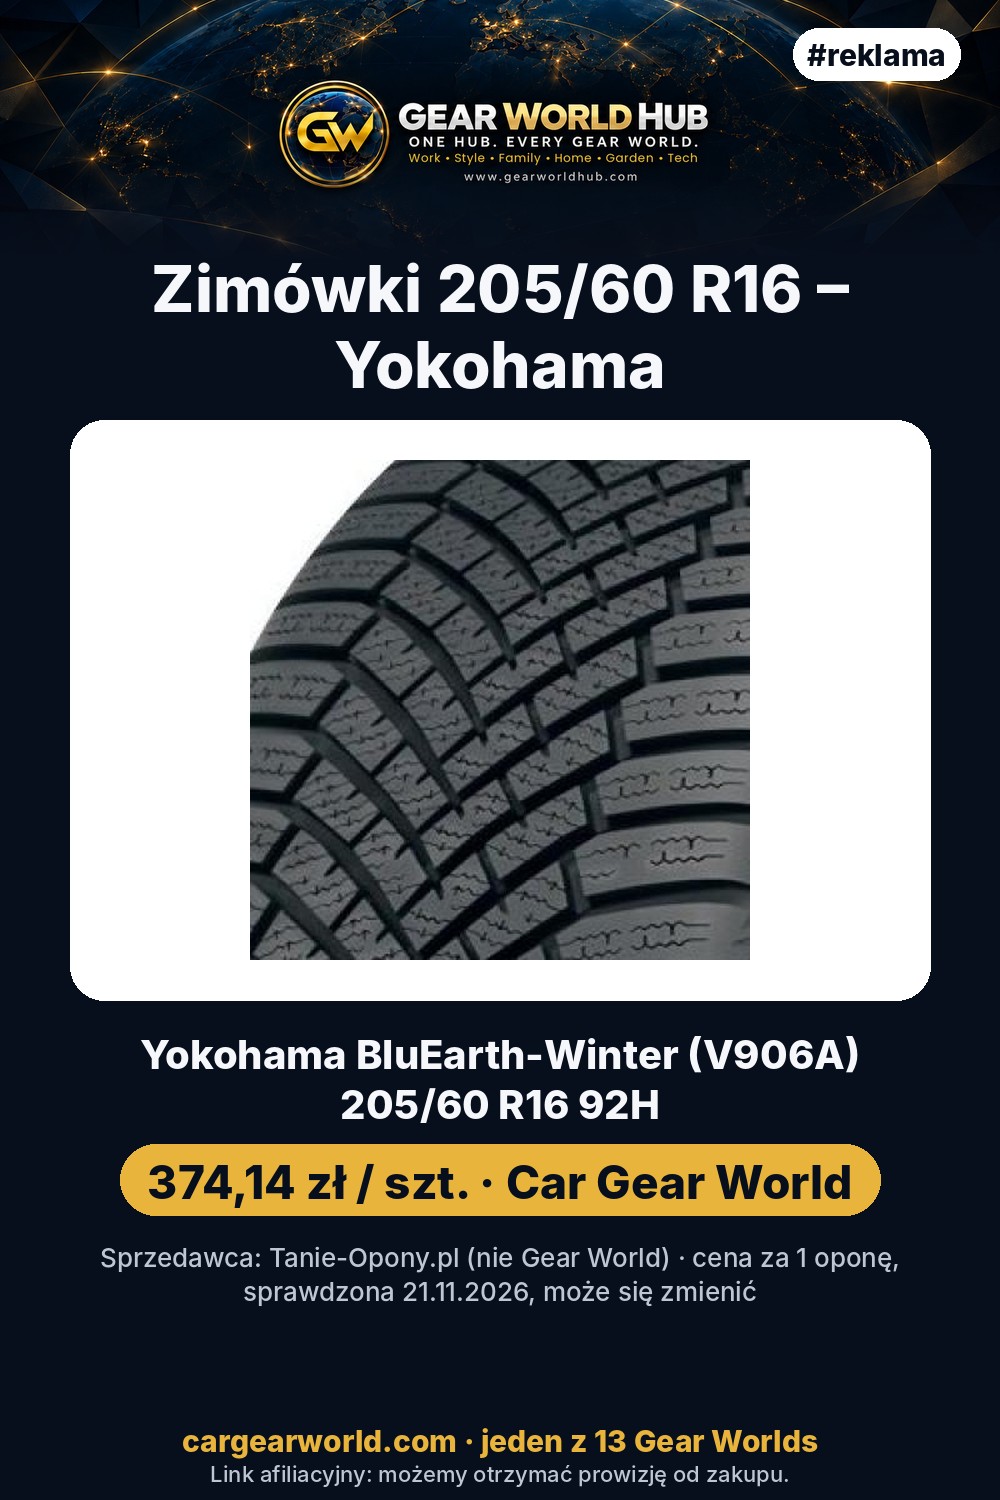 #reklama
GW
GEAR WORLD HUB
ONE HUB. EVERY GEAR WORLD.
Work • Style • Family • Home • Garden • Tech
www.gearworldhub.com
Zimówki 205/60 R16 –
Yokohama
Yokohama BluEarth-Winter (V906A)
205/60 R16 92H
374,14 zł / szt. · Car Gear World
Sprzedawca: Tanie-Opony.pl (nie Gear World) · cena za 1 oponę,
sprawdzona 21.11.2026, może się zmienić
cargearworld.com · jeden z 13 Gear Worlds
Link afiliacyjny: możemy otrzymać prowizję od zakupu.